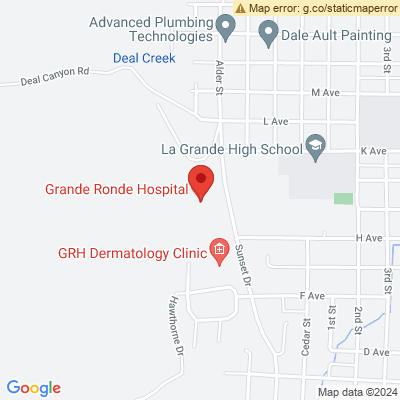 Map error: g.co/staticmaperror
Advanced Plumbing
Technologies
Dale Ault Painting
Deal Creek
Deal Canyon Rd
Alder St
3rd St
M Ave
L Ave
La Grande High School
K Ave
Grande Ronde Hospital
GRH Dermatology Clinic
Sunset Dr
H Ave
3rd St
F Ave
Hawthorne Dr
Cedar St
1st St
2nd St
D Ave
Google
Map data ©2024